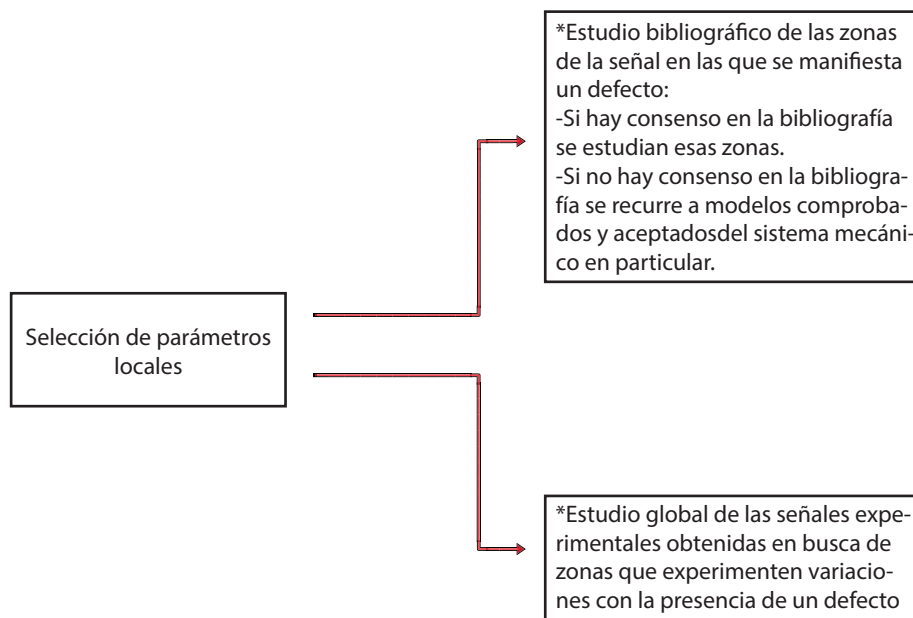 *Estudio bibliográfico de las zonas
de la señal en las que se manifiesta
un defecto:
-Si hay consenso en la bibliografía
se estudian esas zonas.
-Si no hay consenso en la bibliogra-
fía se recurre a modelos comproba-
dos y aceptadosdel sistema mecáni-
co en particular.
Selección de parámetros
locales
*Estudio global de las señales expe-
rimentales obtenidas en busca de
zonas que experimenten variacio-
nes con la presencia de un defecto